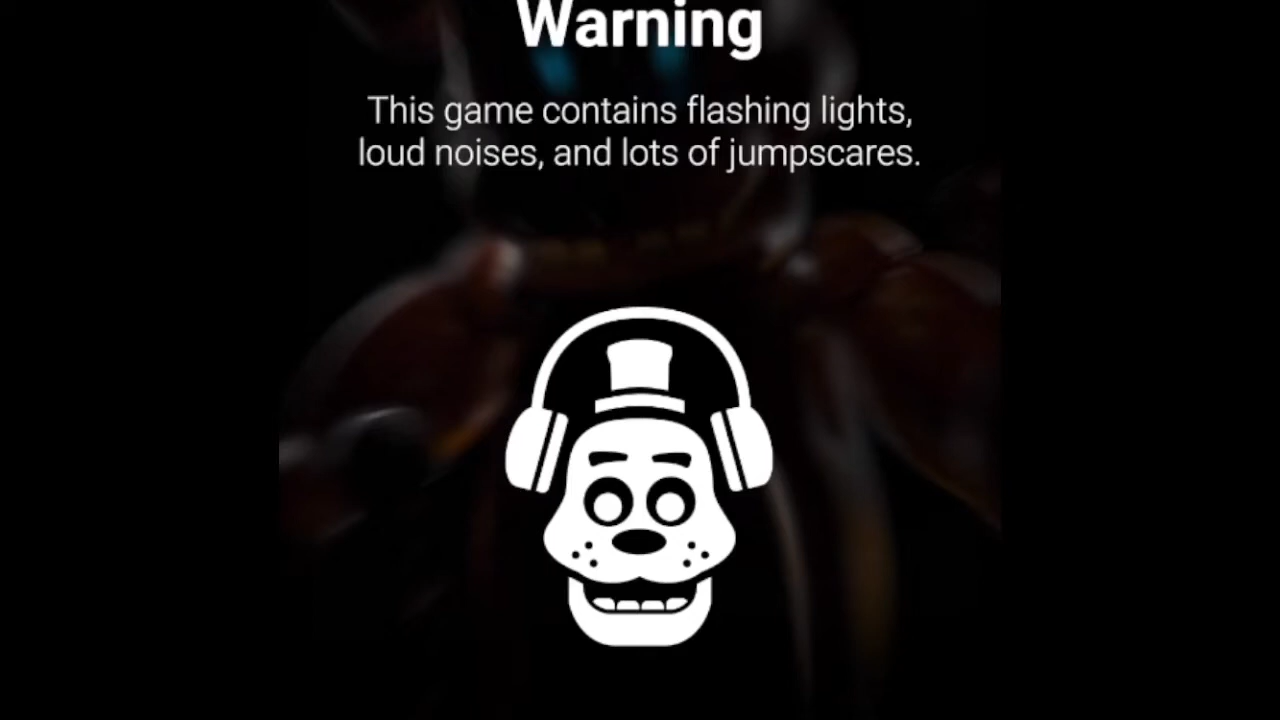 Warning
This game contains flashing lights,
loud noises, and lots of jumpscares.